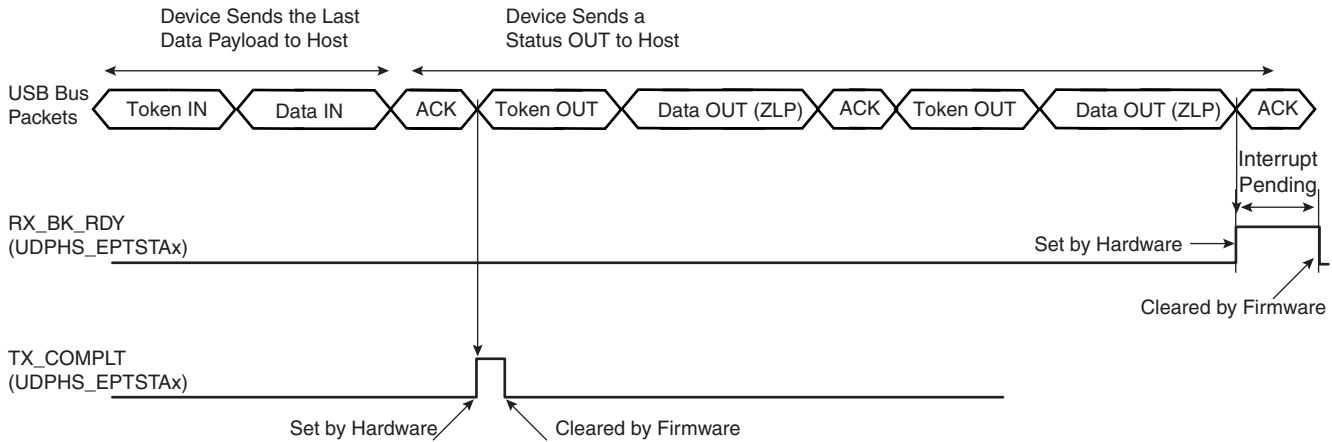 Device Sends the Last
Data Payload to Host
Device Sends a
Status OUT to Host
USB Bus
Packets
Token IN
Data IN
ACK
Token OUT
Data OUT (ZLP)
ACK
Token OUT
Data OUT (ZLP)
ACK
Interrupt
Pending
RX_BK_RDY
(UDPHS_EPTSTAx)
Set by Hardware
Cleared by Firmware
TX_COMPLT
(UDPHS_EPTSTAx)
Set by Hardware
Cleared by Firmware